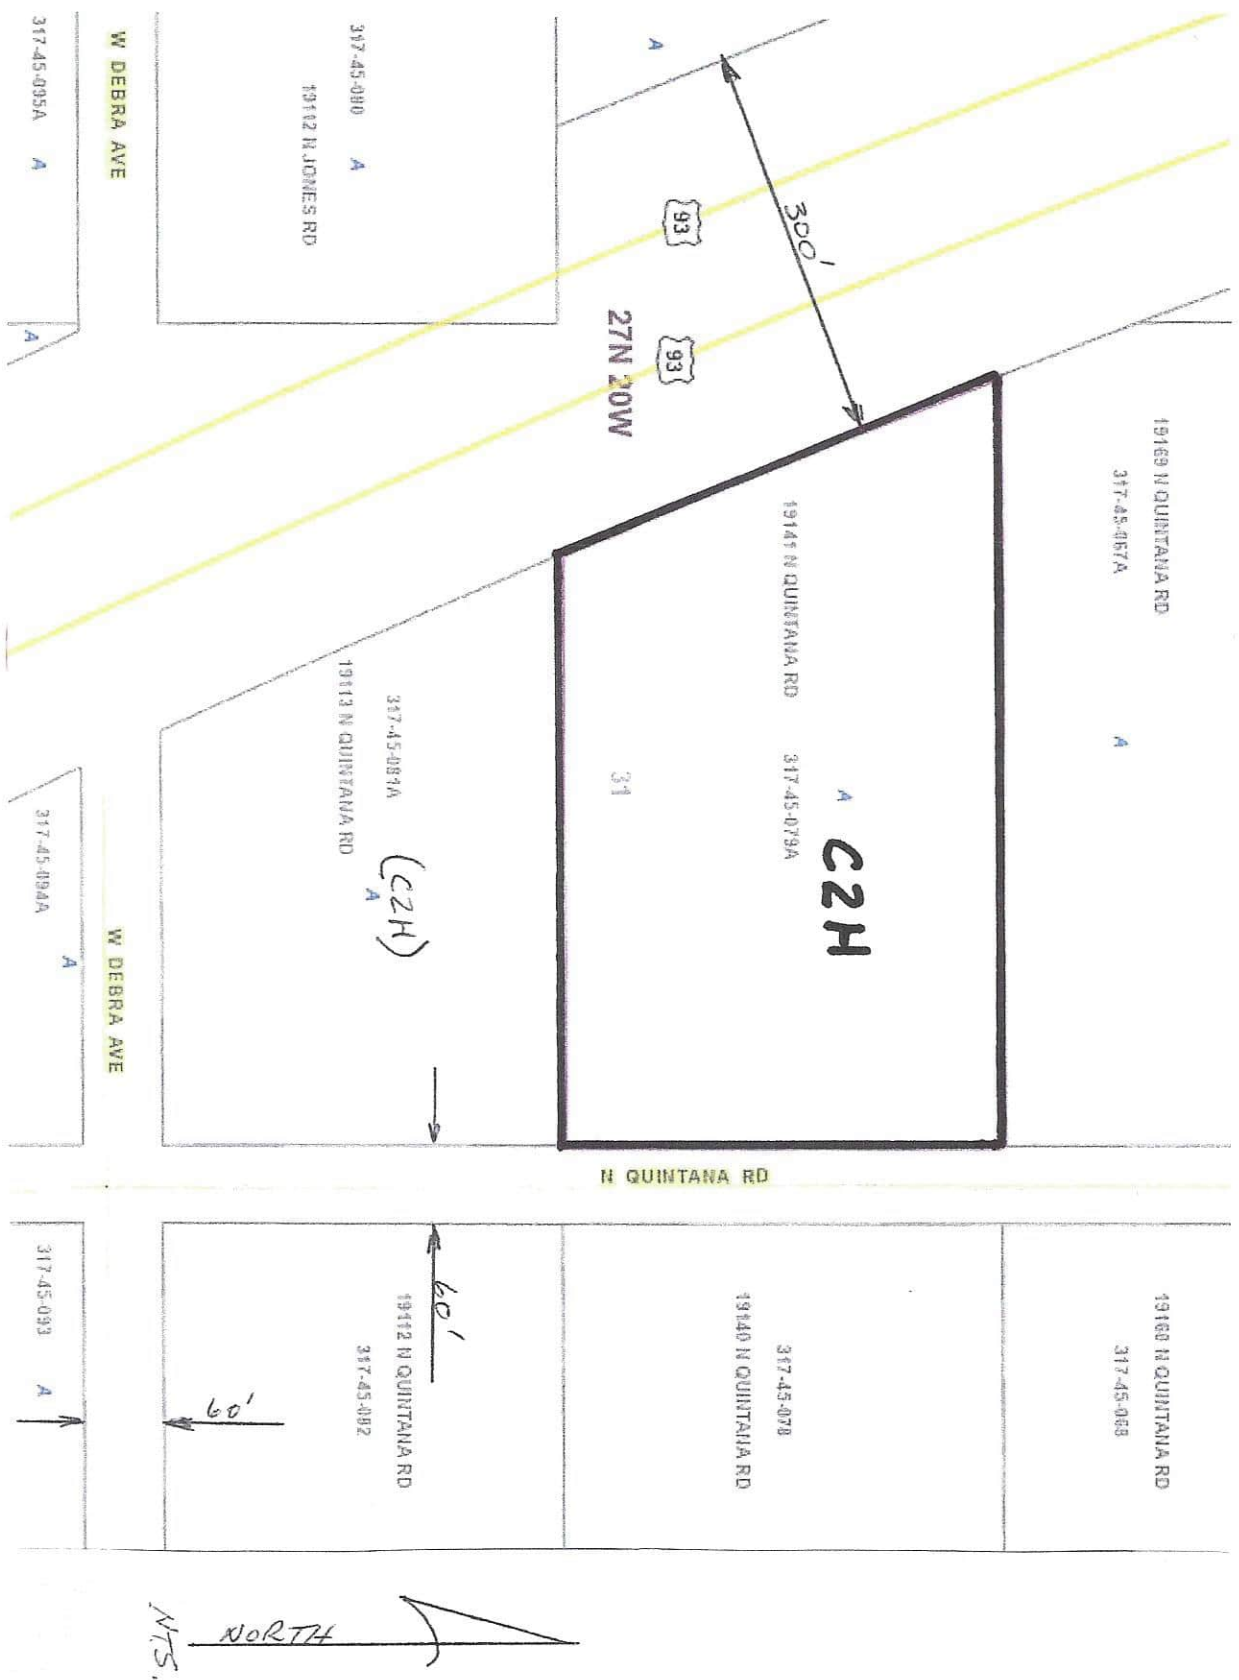 A
93
93
300'
27N 20W
317-45-080 A
19112 N JONES RD
W DEBRA AVE
317-45-095A A
A
19169 N QUINTANA RD
317-45-067A
A
A
C2H
19141 N QUINTANA RD 317-45-079A
31
317-45-081A
(C2H)
19113 N QUINTANA RD
A
W DEBRA AVE
317-45-094A
A
N QUINTANA RD
19168 N QUINTANA RD
317-45-068
317-45-078
19140 N QUINTANA RD
60'
19112 N QUINTANA RD
317-45-082
60'
317-45-093 A
NORTH
N.T.S.